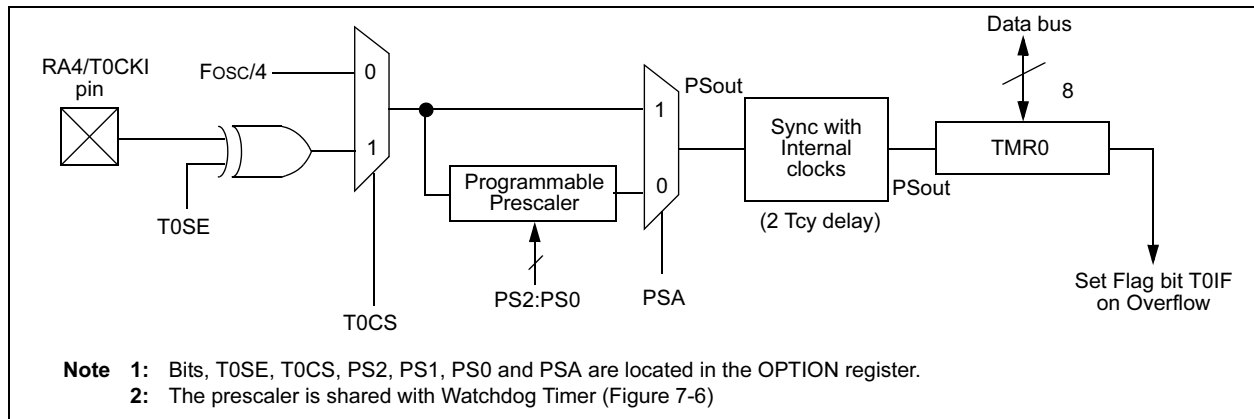 Data bus
8
RA4/T0CKI
pin
FOSC/4
0
1
T0SE
T0CS
Programmable
Prescaler
PS2:PS0
1
0
PSA
PSout
Sync with
Internal
clocks
(2 Tcy delay)
PSout
TMR0
Set Flag bit T0IF
on Overflow
Note 1: Bits, T0SE, T0CS, PS2, PS1, PS0 and PSA are located in the OPTION register.
2: The prescaler is shared with Watchdog Timer (Figure 7-6)